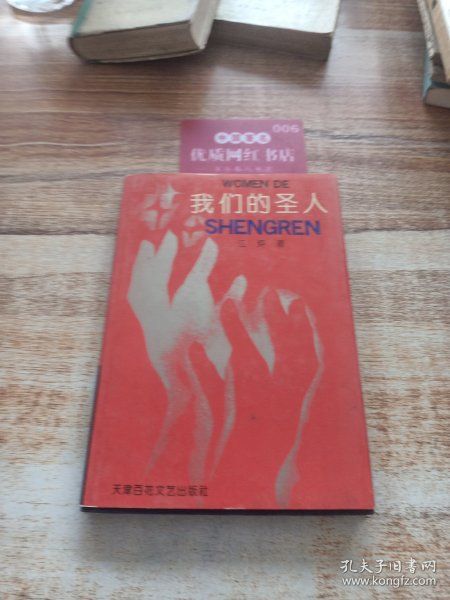 006
优质网红书店
WOMEN DE
我们的圣人
SHENGREN
著
天津百花文艺出版社
孔夫子旧书网
www.kongfz.com